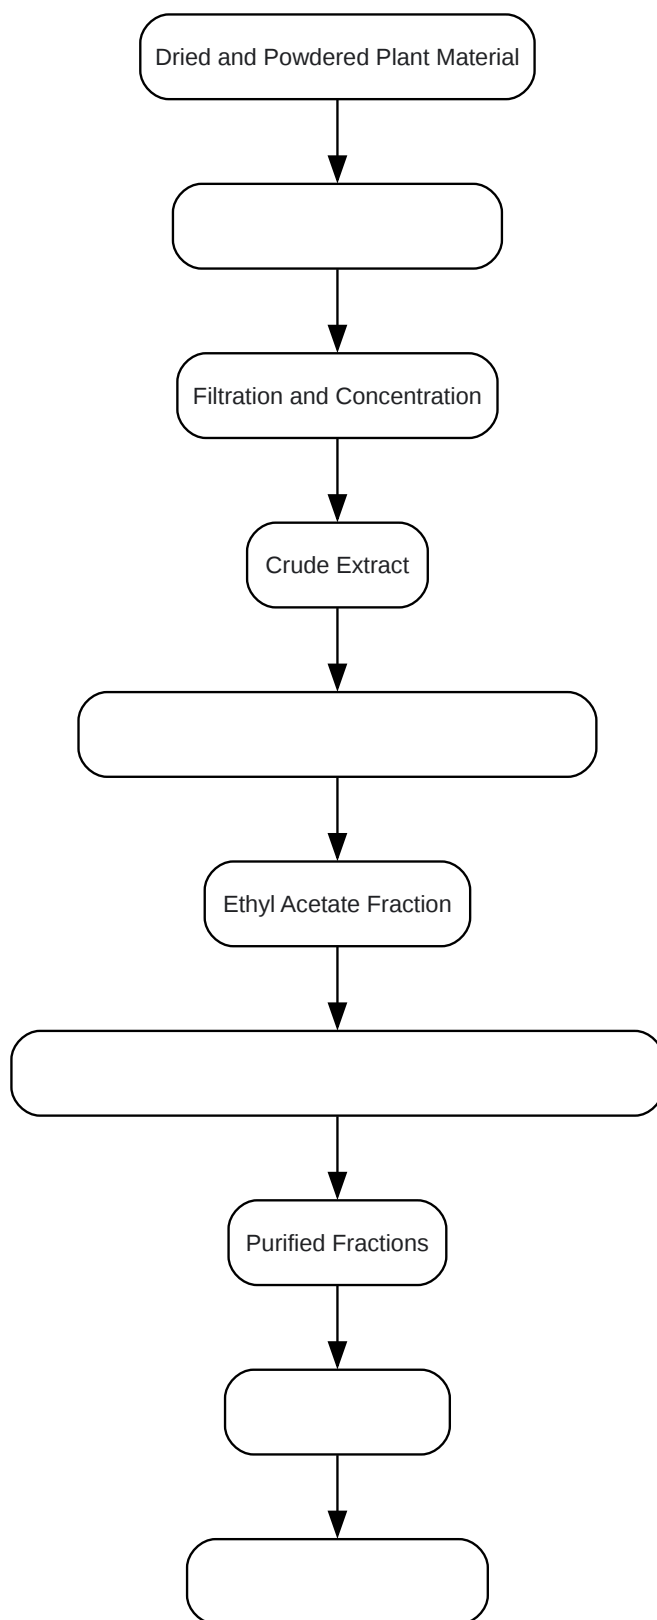 Dried and Powdered Plant Material
Filtration and Concentration
Crude Extract
Ethyl Acetate Fraction
Purified Fractions